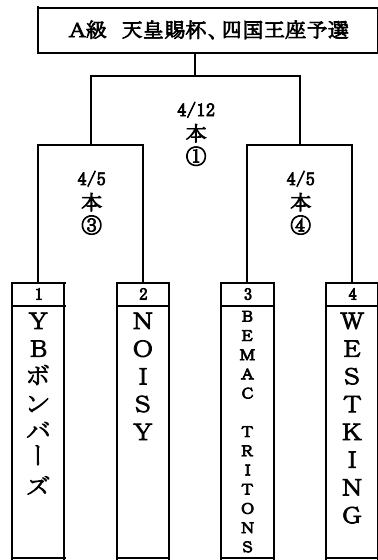 A級 天皇賜杯、四国王座予選
4/12
本
①
4/5
本
③
4/5
本
④
1
2
3
4
YBボンバーズ
NOISY
BEMAC TRITONS
WESTKING